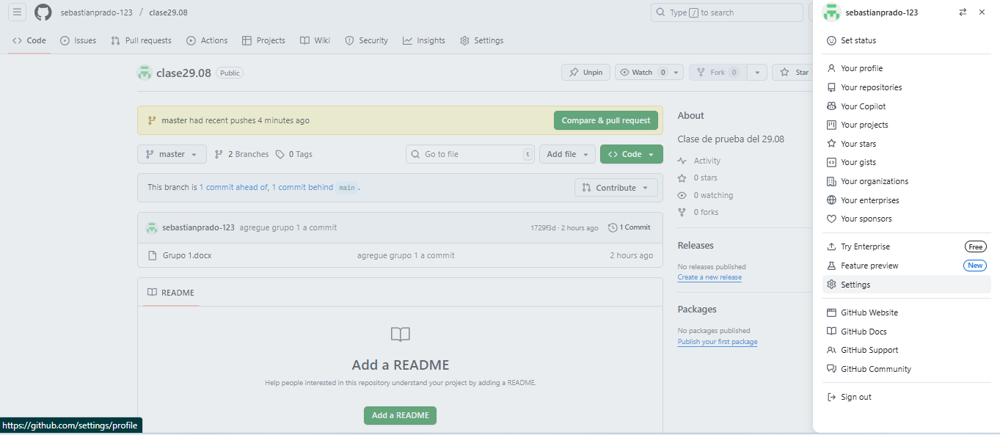 sebastianprado-123 / clase29.08
Type / to search
sebastianprado-123
Code Issues Pull requests Actions Projects Wiki Security Insights Settings
clase29.08 Public
Unpin Watch 0 Fork 0 Star
master had recent pushes 4 minutes ago
Compare & pull request
master 2 Branches 0 Tags
Go to file t
Add file
Code
This branch is 1 commit ahead of, 1 commit behind main .
Contribute
sebastianprado-123 agregue grupo 1 a commit
1729f3d · 2 hours ago 1 Commit
Grupo 1.docx agregue grupo 1 a commit 2 hours ago
README
Add a README
Help people interested in this repository understand your project by adding a README.
Add a README
About
Clase de prueba del 29.08
Activity
0 stars
0 watching
0 forks
Releases
No releases published
Create a new release
Packages
No packages published
Publish your first package
Set status
Your profile
Your repositories
Your Copilot
Your projects
Your stars
Your gists
Your organizations
Your enterprises
Your sponsors
Try Enterprise Free
Feature preview New
Settings
GitHub Website
GitHub Docs
GitHub Support
GitHub Community
Sign out
https://github.com/settings/profile